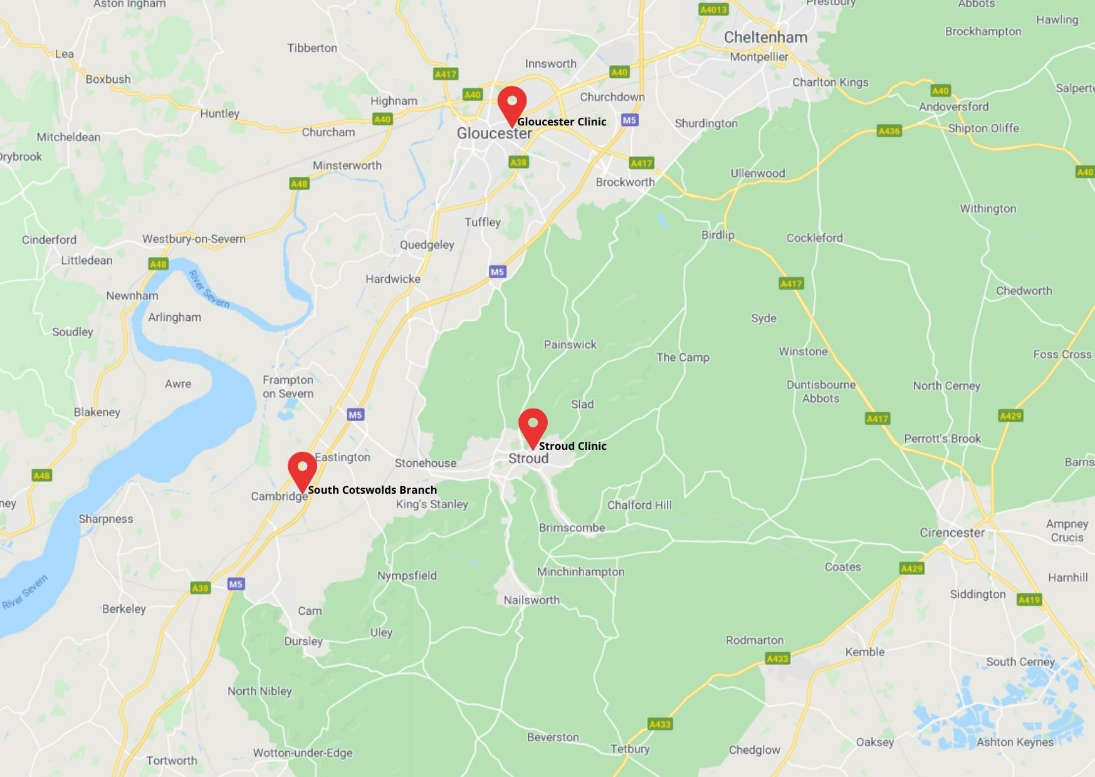 Aston Ingham
A4013
Prestbury
Abbots
Hawling
Tibberton
Cheltenham
Brockhampton
Lea
Montpellier
Innsworth
A417
A40
Boxbush
Charlton Kings
Salperte
A40
Highnam
Churchdown
A40
Andoversford
Huntley
A40
Gloucester Clinic
M5
Shurdington
Churcham
Gloucester
A436
Shipton Oliffe
Mitcheldean
Drybrook
Minsterworth
A38
A417
Ullenwood
A40
A48
Brockworth
Withington
Tuffley
Birdlip
Cockleford
Cinderford
Westbury-on-Severn
Quedgeley
Littledean
A48
M5
Hardwicke
River Severn
A417
Chedworth
Newnham
Arlingham
Syde
Soudley
Painswick
The Camp
Winstone
Foss Cross
Awre
Frampton
on Severn
Duntisbourne
Abbots
North Cerney
Slad
Blakeney
M5
A417
A429
Stroud Clinic
Perrott's Brook
Eastington
Stonehouse
Stroud
Barns
A48
Cambridge
South Cotswolds Branch
ney
King's Stanley
Chalford Hill
Sharpness
Brimscombe
Cirencester
Ampney
Crucis
Nympsfield
Minchinhampton
Coates
A429
Harnhill
River Severn
A38
M5
Nailsworth
Siddington
A419
Berkeley
Cam
Dursley
Uley
Rodmarton
Kemble
A433
South Cerney
North Nibley
A433
Beverston
Tetbury
Chedglow
Oaksey
Ashton Keynes
Wotton-under-Edge
Tortworth